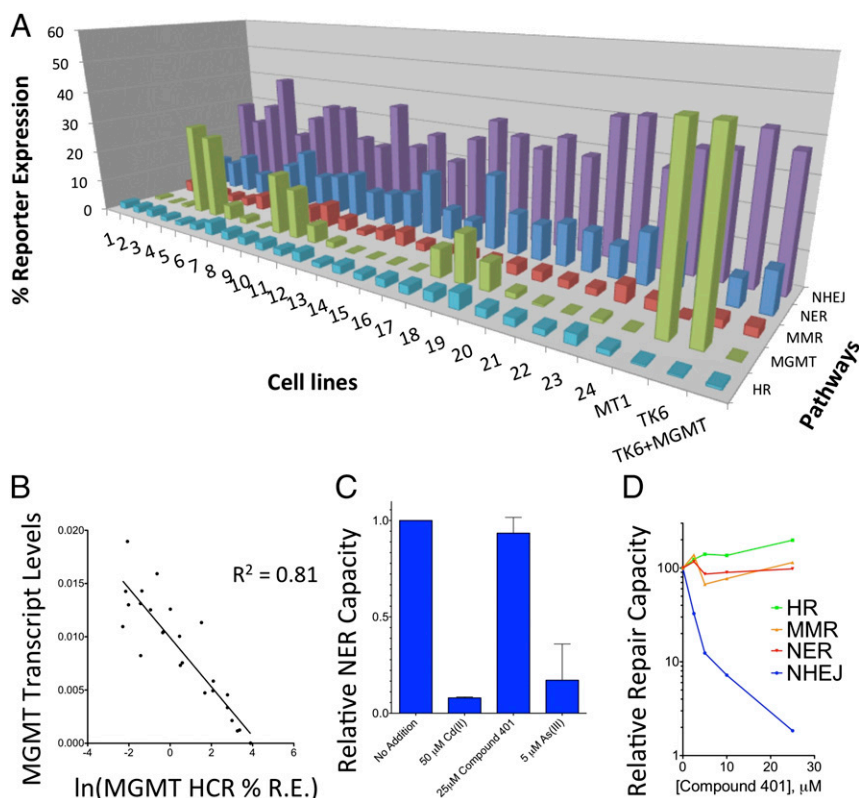 A
% Reporter Expression
60
50
40
30
20
10
0
1
2
3
4
5
6
7
8
9
10
11
12
13
14
15
16
17
18
19
20
21
22
23
24
MT1
TK6
TK6+MGMT
Cell lines
NHEJ
NER
MMR
MGMT
HR
Pathways
B
MGMT Transcript Levels
0.020
0.015
0.010
0.005
0.000
R² = 0.81
-4 -2 0 2 4 6
ln(MGMT HCR % R.E.)
C
Relative NER Capacity
1.0
0.5
0.0
No Addition
50 µM Cd(II)
25µM Compound 401
5 µM As(III)
D
Relative Repair Capacity
100
10
1
HR
MMR
NER
NHEJ
0 10 20 30
[Compound 401], µM